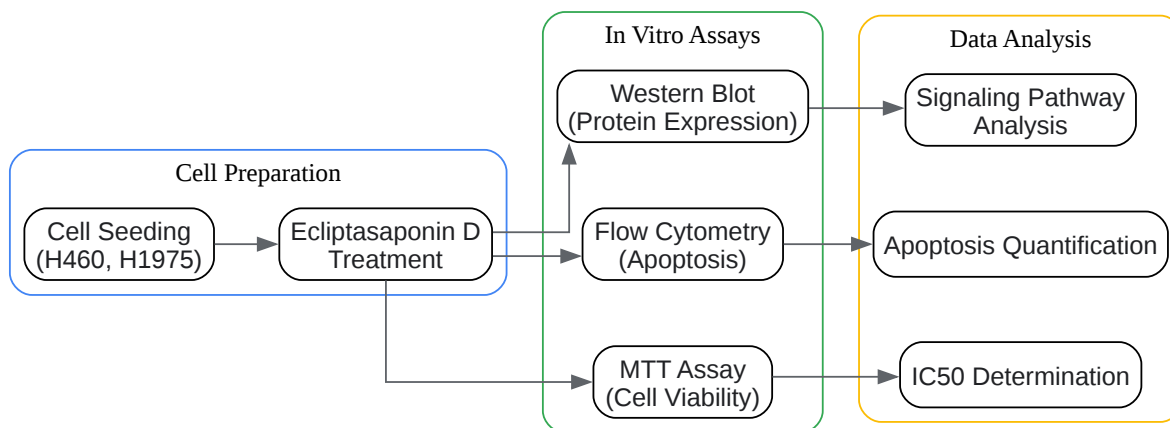 Cell Preparation
Cell Seeding
(H460, H1975)
Ecliptasaponin D
Treatment
In Vitro Assays
Western Blot
(Protein Expression)
Flow Cytometry
(Apoptosis)
MTT Assay
(Cell Viability)
Data Analysis
Signaling Pathway
Analysis
Apoptosis Quantification
IC50 Determination